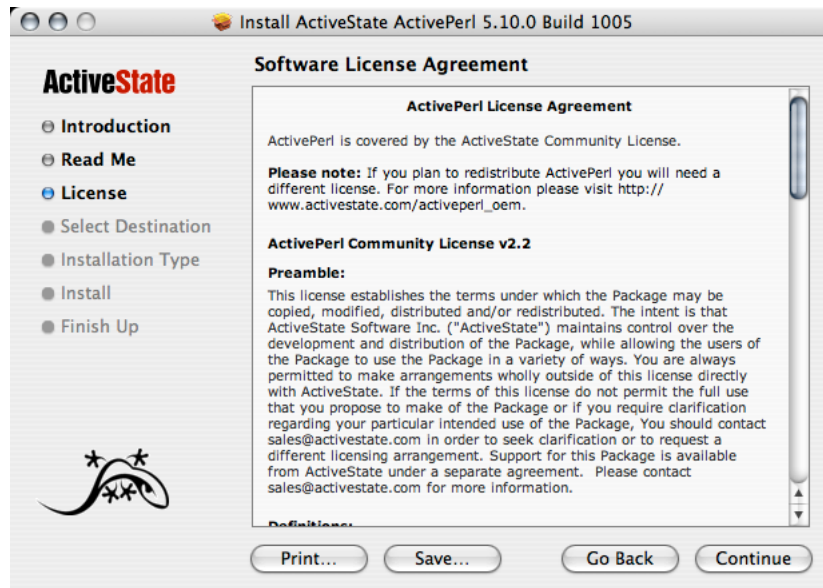 Install ActiveState ActivePerl 5.10.0 Build 1005
ActiveState
Introduction
Read Me
License
Select Destination
Installation Type
Install
Finish Up
Software License Agreement
ActivePerl License Agreement
ActivePerl is covered by the ActiveState Community License.
Please note: If you plan to redistribute ActivePerl you will need a
different license. For more information please visit http://
www.activestate.com/activeperl_oem.
ActivePerl Community License v2.2
Preamble:
This license establishes the terms under which the Package may be
copied, modified, distributed and/or redistributed. The intent is that
ActiveState Software Inc. ("ActiveState") maintains control over the
development and distribution of the Package, while allowing the users of
the Package to use the Package in a variety of ways. You are always
permitted to make arrangements wholly outside of this license directly
with ActiveState. If the terms of this license do not permit the full use
that you propose to make of the Package or if you require clarification
regarding your particular intended use of the Package, You should contact
sales@activestate.com in order to seek clarification or to request a
different licensing arrangement. Support for this Package is available
from ActiveState under a separate agreement.  Please contact
sales@activestate.com for more information.
Definitions:
Print...
Save...
Go Back
Continue